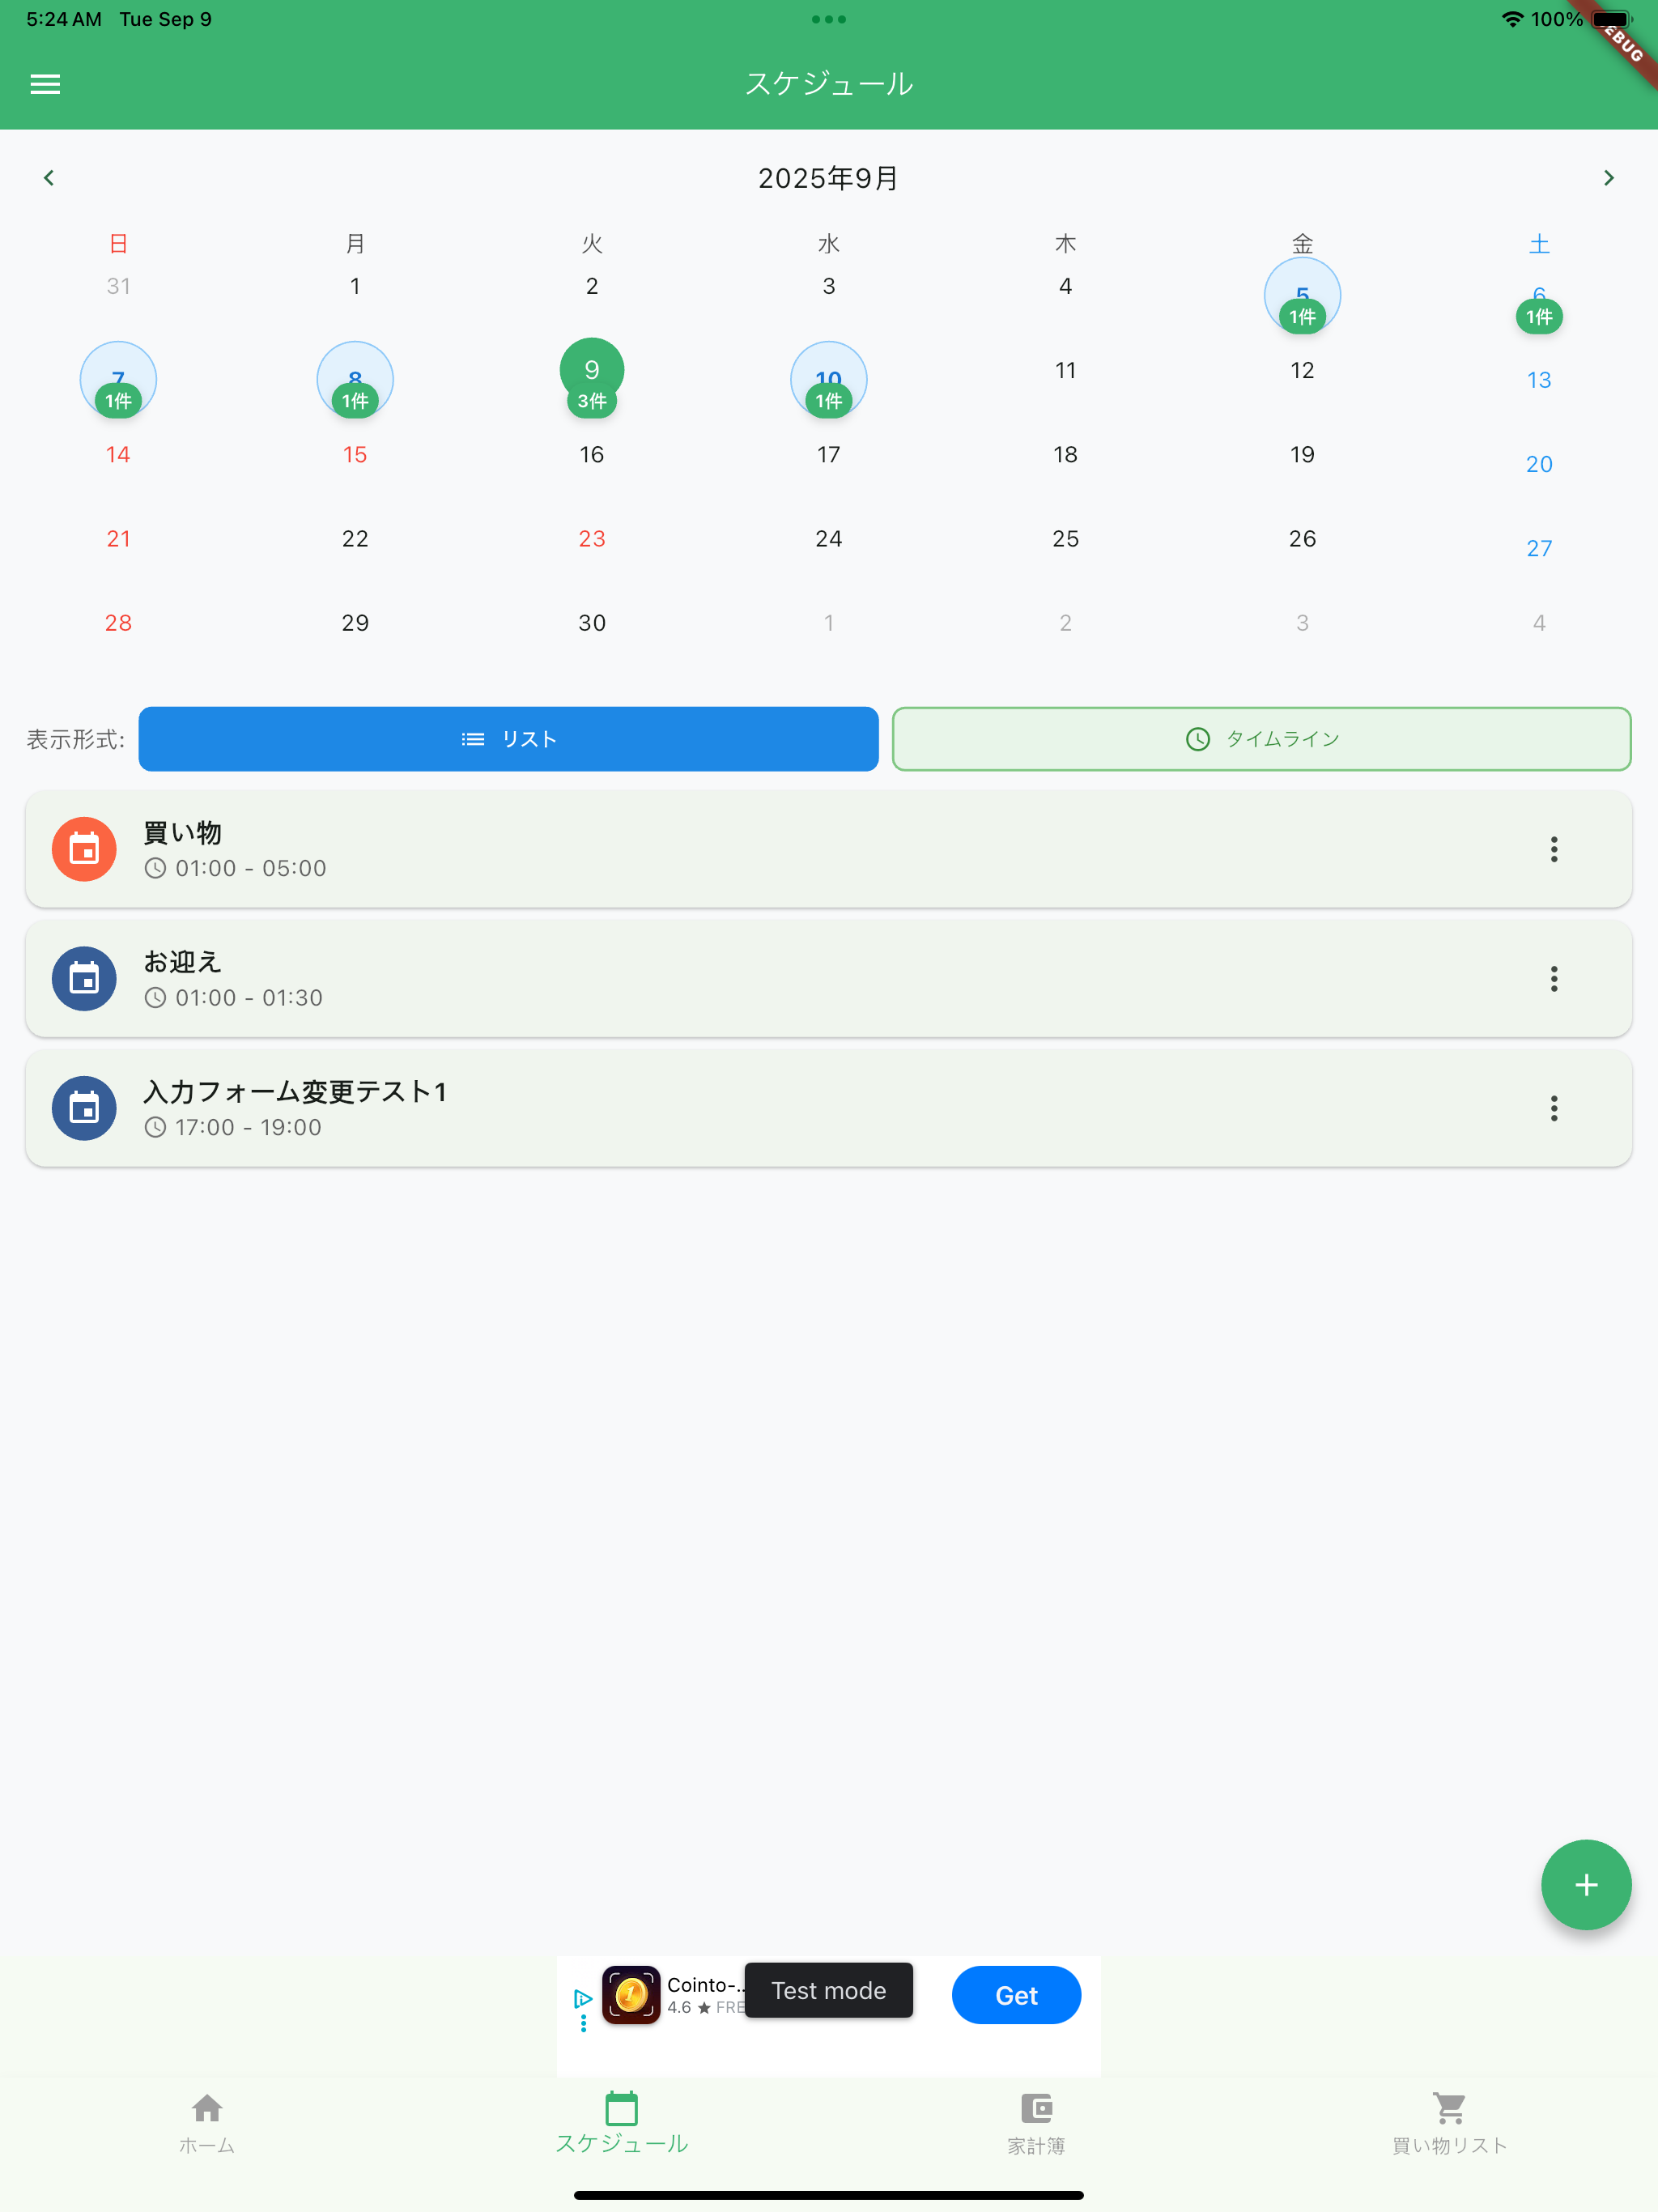 5:24 AM Tue Sep 9
100%
スケジュール
2025年9月
日 月 火 水 木 金 土
31 1 2 3 4 5 6
1件 1件
7 8 9 10 11 12 13
1件 1件 3件 1件
14 15 16 17 18 19 20
21 22 23 24 25 26 27
28 29 30 1 2 3 4
表示形式: リスト タイムライン
買い物
01:00 - 05:00
お迎え
01:00 - 01:30
入力フォーム変更テスト1
17:00 - 19:00
Cointo-...
4.6 ★ FRE
Test mode
Get
ホーム スケジュール 家計簿 買い物リスト